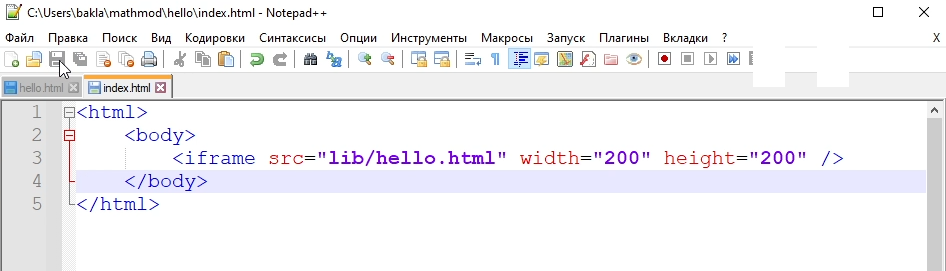 C:\Users\bakla\mathmod\hello\index.html - Notepad++
Файл Правка Поиск Вид Кодировки Синтаксисы Опции Инструменты Макросы Запуск Плагины Вкладки ? X
hello.html index.html
1 <html>
2 <body>
3 <iframe src="lib/hello.html" width="200" height="200" />
4 </body>
5 </html>